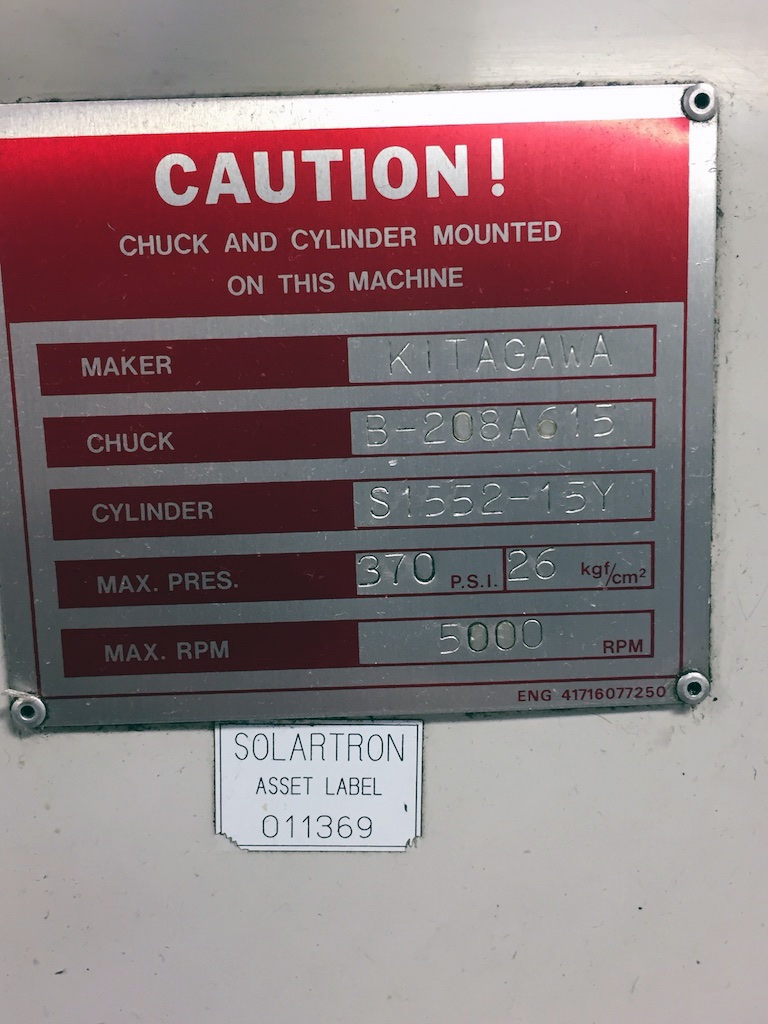 CAUTION!
CHUCK AND CYLINDER MOUNTED
ON THIS MACHINE
MAKER KITAGAWA
CHUCK B-208A615
CYLINDER S1552-15Y
MAX. PRES. 370 P.S.I. 26 kgf/cm²
MAX. RPM 5000 RPM
ENG 41716077250
SOLARTRON
ASSET LABEL
011369